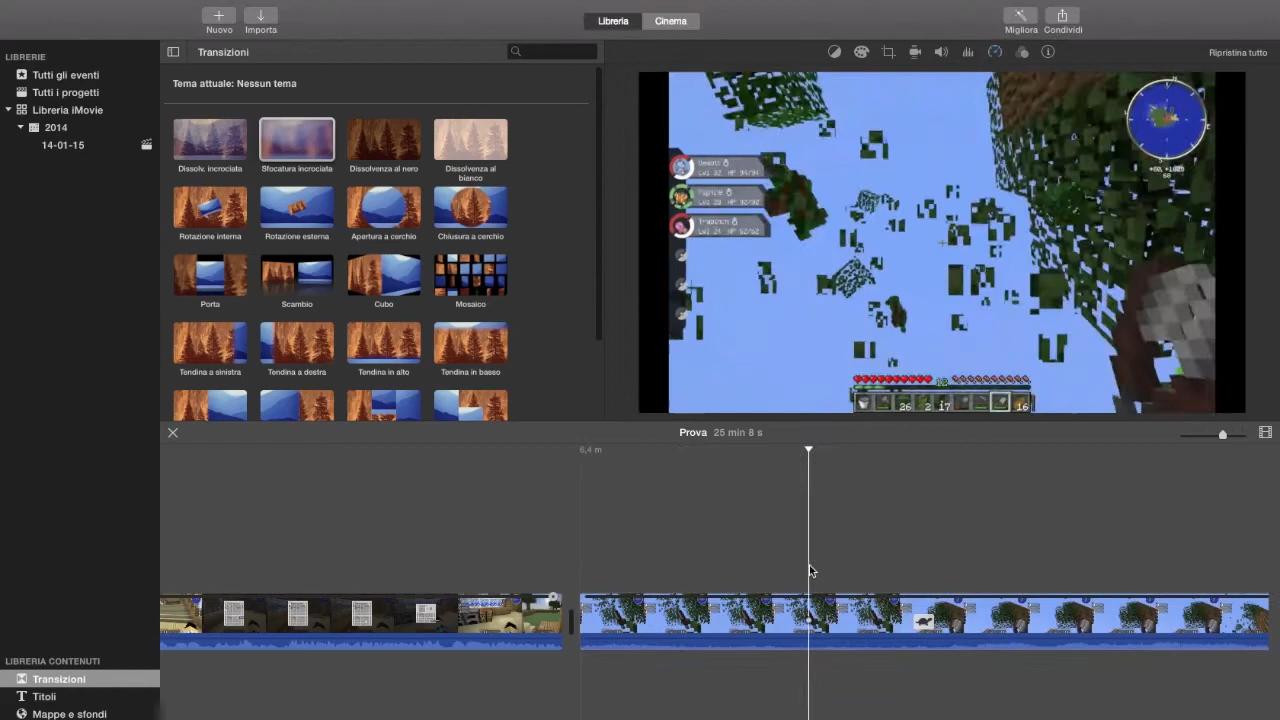 Nuovo
Importa
Libreria
Cinema
Migliora
Condividi
LIBRERIE
Tutti gli eventi
Tutti i progetti
Libreria iMovie
2014
14-01-15
Transizioni
Ripristina tutto
Tema attuale: Nessun tema
Dissolv. incrociata
Sfocatura incrociata
Dissolvenza al nero
Dissolvenza al
bianco
Rotazione interna
Rotazione esterna
Apertura a cerchio
Chiusura a cerchio
Porta
Scambio
Cubo
Mosaico
Tendina a sinistra
Tendina a destra
Tendina in alto
Tendina in basso
26
2
17
16
Prova 25 min 8 s
6,4 m
LIBRERIA CONTENUTI
Transizioni
Titoli
Mappe e sfondi